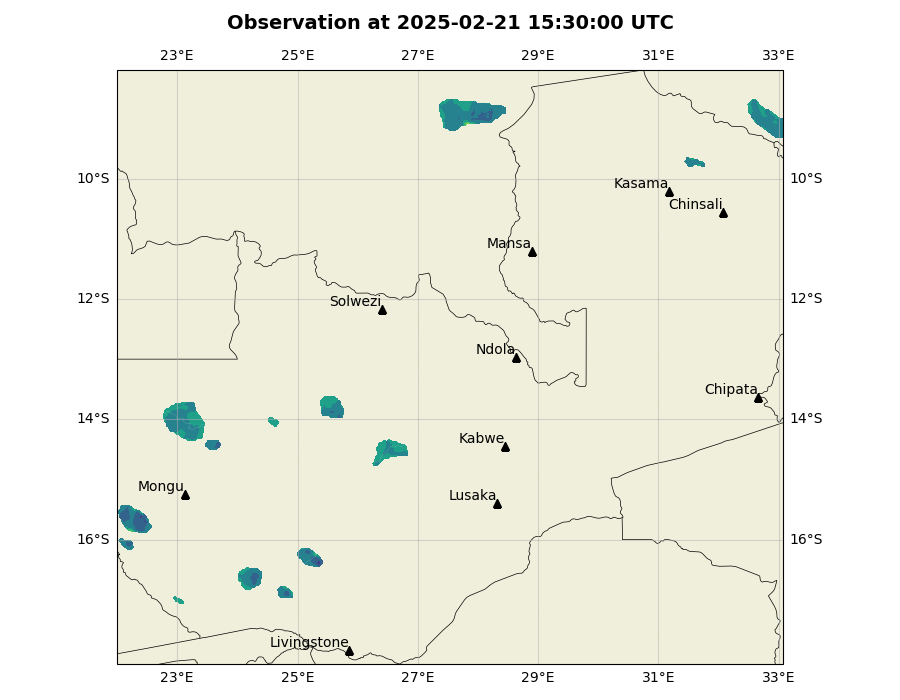 Observation at 2025-02-21 15:30:00 UTC
23°E 25°E 27°E 29°E 31°E 33°E
10°S 10°S
Kasama
Chinsali
Mansa
12°S 12°S
Solwezi
Ndola
Chipata
14°S 14°S
Kabwe
Mongu
Lusaka
16°S 16°S
Livingstone
23°E 25°E 27°E 29°E 31°E 33°E